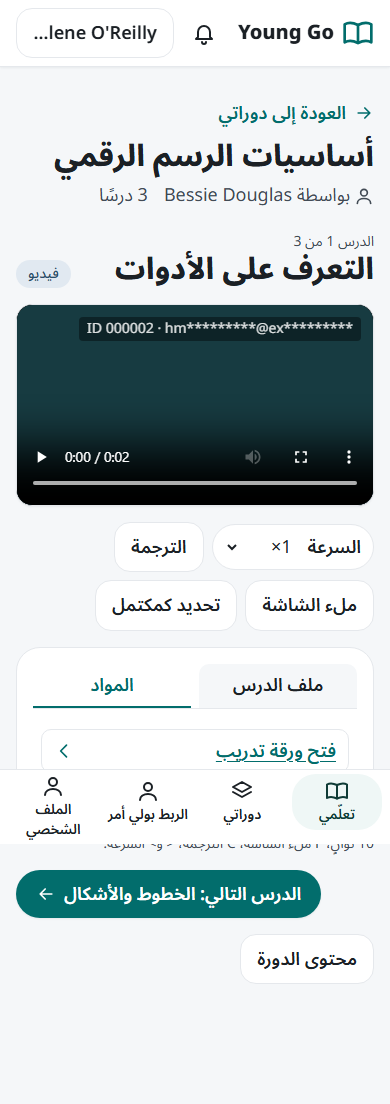 Young Go
...lene O'Reilly
العودة إلى دوراتي
أساسيات الرسم الرقمي
بواسطة Bessie Douglas
3 درسًا
الدرس 1 من 3
التعرف على الأدوات
فيديو
ID 000002 · hm*********@ex*********
0:00 / 0:02
السرعة
1×
الترجمة
ملء الشاشة
تحديد كمكتمل
ملف الدرس
المواد
فتح ورقة تدريب
تعلّمي
دوراتي
الربط بولي أمر
الملف الشخصي
الدرس التالي: الخطوط والأشكال
محتوى الدورة